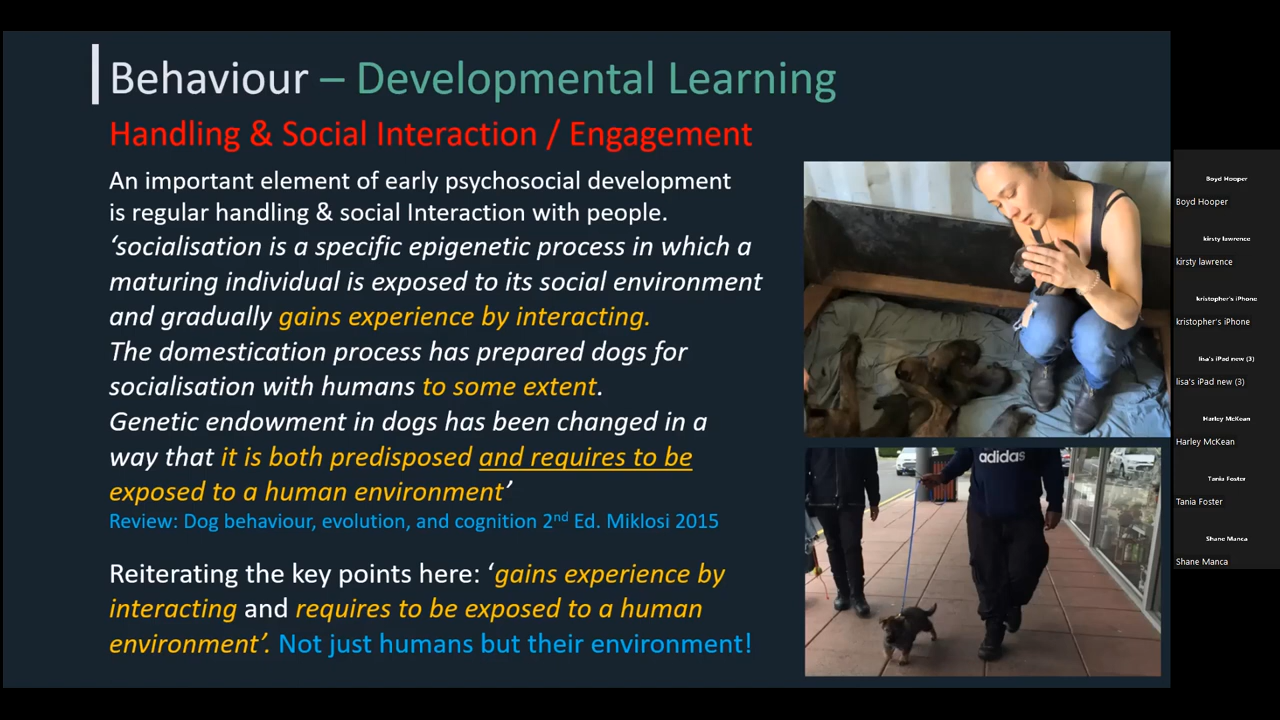 Behaviour – Developmental Learning
Handling & Social Interaction / Engagement
An important element of early psychosocial development
is regular handling & social Interaction with people.
‘socialisation is a specific epigenetic process in which a
maturing individual is exposed to its social environment
and gradually gains experience by interacting.
The domestication process has prepared dogs for
socialisation with humans to some extent.
Genetic endowment in dogs has been changed in a
way that it is both predisposed and requires to be
exposed to a human environment’
Review: Dog behaviour, evolution, and cognition 2nd Ed. Miklosi 2015
Reiterating the key points here: ‘gains experience by
interacting and requires to be exposed to a human
environment’. Not just humans but their environment!
adidas
Boyd Hooper
Boyd Hooper
kirsty lawrence
kirsty lawrence
kristopher's iPhone
kristopher's iPhone
lisa's iPad new (3)
lisa's iPad new (3)
Harley McKean
Harley McKean
Tania Foster
Tania Foster
Shane Manca
Shane Manca